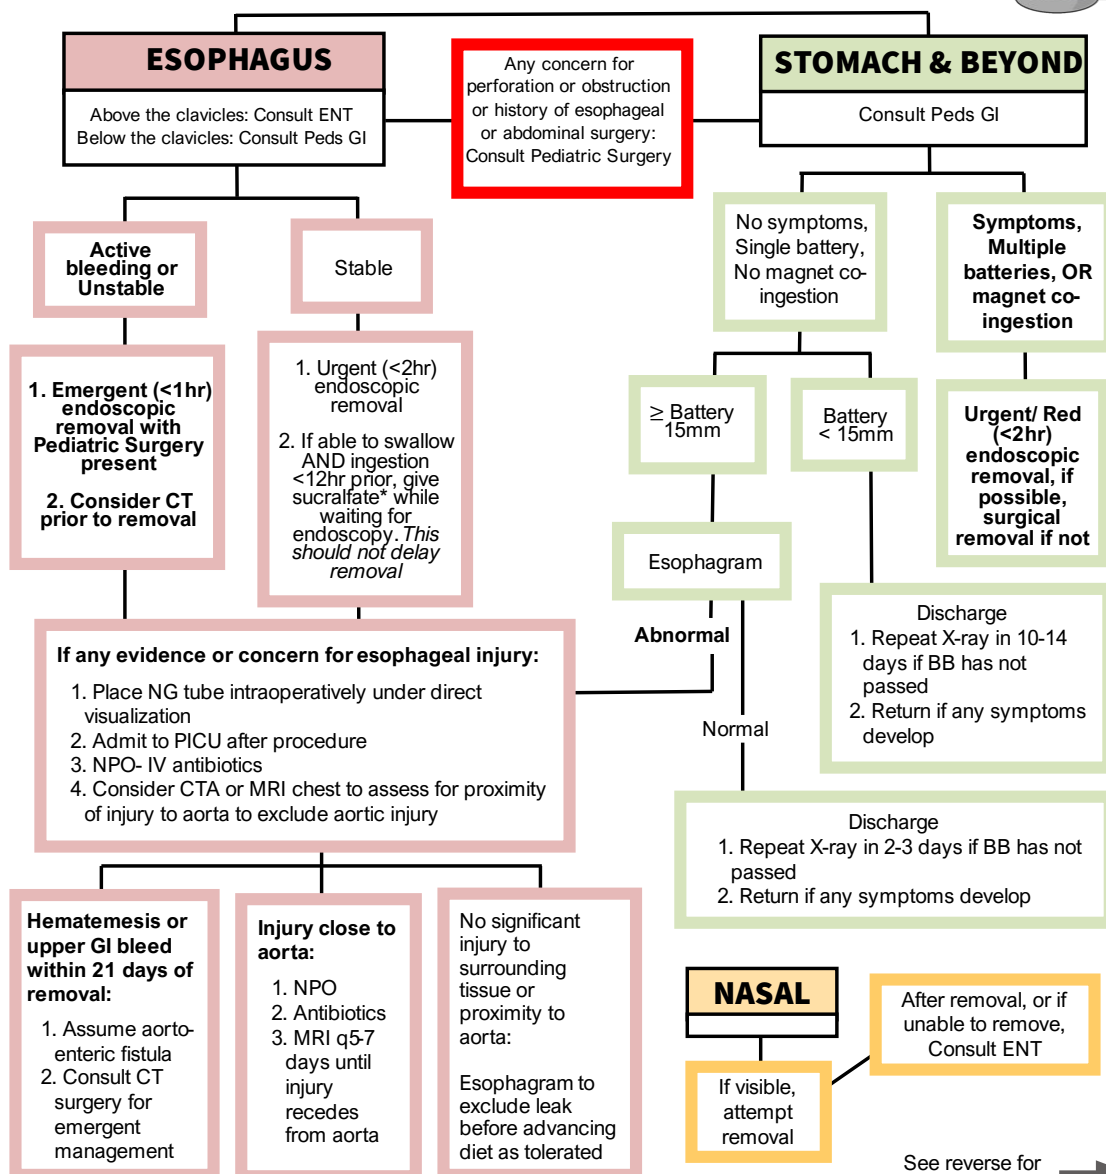 ESOPHAGUS
Above the clavicles: Consult ENT
Below the clavicles: Consult Peds GI
Any concern for
perforation or obstruction
or history of esophageal
or abdominal surgery:
Consult Pediatric Surgery
STOMACH & BEYOND
Consult Peds GI
Active
bleeding or
Unstable
Stable
No symptoms,
Single battery,
No magnet co-
ingestion
Symptoms,
Multiple
batteries, OR
magnet co-
ingestion
1. Emergent (<1hr)
endoscopic
removal with
Pediatric Surgery
present
2. Consider CT
prior to removal
1. Urgent (<2hr)
endoscopic
removal
2. If able to swallow
AND ingestion
<12hr prior, give
sucralfate* while
waiting for
endoscopy. This
should not delay
removal
≥ Battery
15mm
Battery
< 15mm
Urgent/ Red
(<2hr)
endoscopic
removal, if
possible,
surgical
removal if not
Esophagram
Abnormal
Normal
Discharge
1. Repeat X-ray in 10-14
days if BB has not
passed
2. Return if any symptoms
develop
If any evidence or concern for esophageal injury:
1. Place NG tube intraoperatively under direct
visualization
2. Admit to PICU after procedure
3. NPO- IV antibiotics
4. Consider CTA or MRI chest to assess for proximity
of injury to aorta to exclude aortic injury
Discharge
1. Repeat X-ray in 2-3 days if BB has not
passed
2. Return if any symptoms develop
Hematemesis or
upper GI bleed
within 21 days of
removal:
1. Assume aorto-
enteric fistula
2. Consult CT
surgery for
emergent
management
Injury close to
aorta:
1. NPO
2. Antibiotics
3. MRI q5-7
days until
injury
recedes
from aorta
No significant
injury to
surrounding
tissue or
proximity to
aorta:
Esophagram to
exclude leak
before advancing
diet as tolerated
NASAL
If visible,
attempt
removal
After removal, or if
unable to remove,
Consult ENT
See reverse for